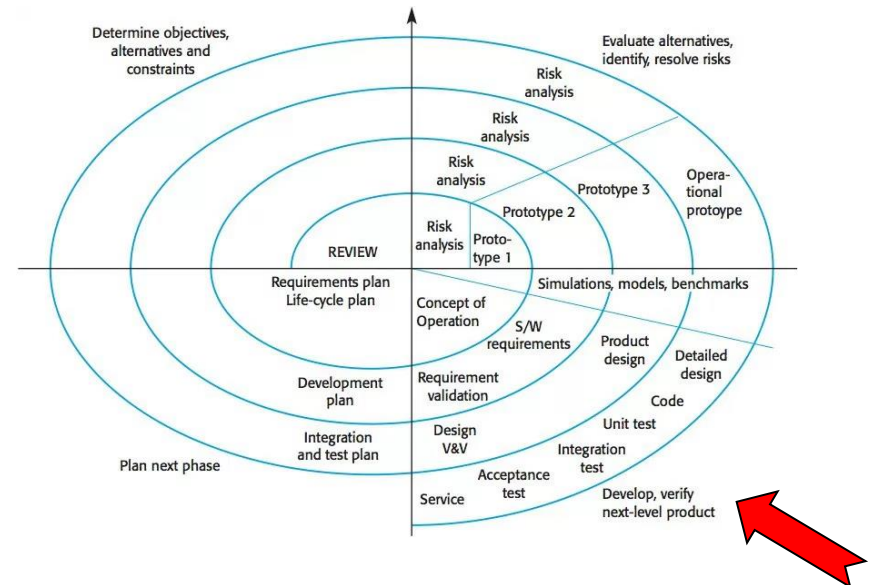 Determine objectives,
alternatives and
constraints
Evaluate alternatives,
identify, resolve risks
Risk
analysis
Risk
analysis
Risk
analysis
Opera-
tional
protoype
Prototype 3
Prototype 2
Risk
analysis
Proto-
type 1
REVIEW
Requirements plan
Life-cycle plan
Simulations, models, benchmarks
Concept of
Operation
S/W
requirements
Product
design
Detailed
design
Development
plan
Requirement
validation
Code
Unit test
Integration
and test plan
Design
V&V
Integration
test
Plan next phase
Acceptance
test
Service
Develop, verify
next-level product